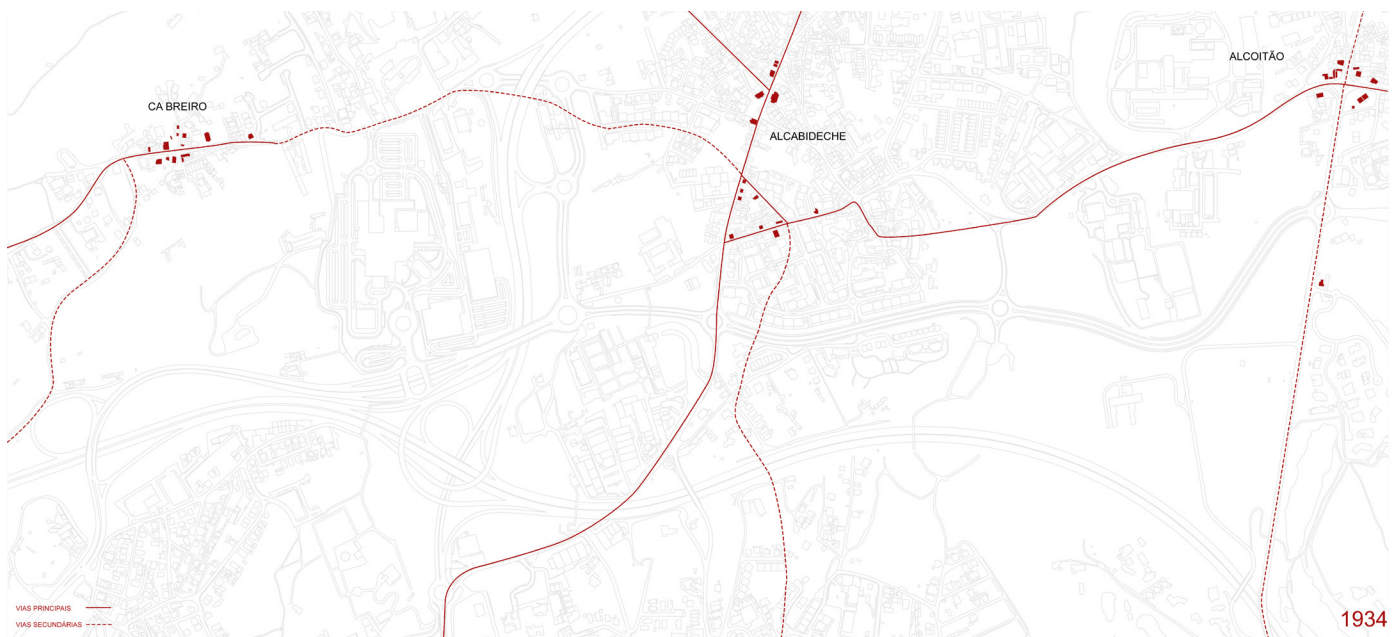 ALCOITÃO
CA BREIRO
ALCABIDECHE
VIAS PRINCIPAIS
VIAS SECUNDÁRIAS
1934